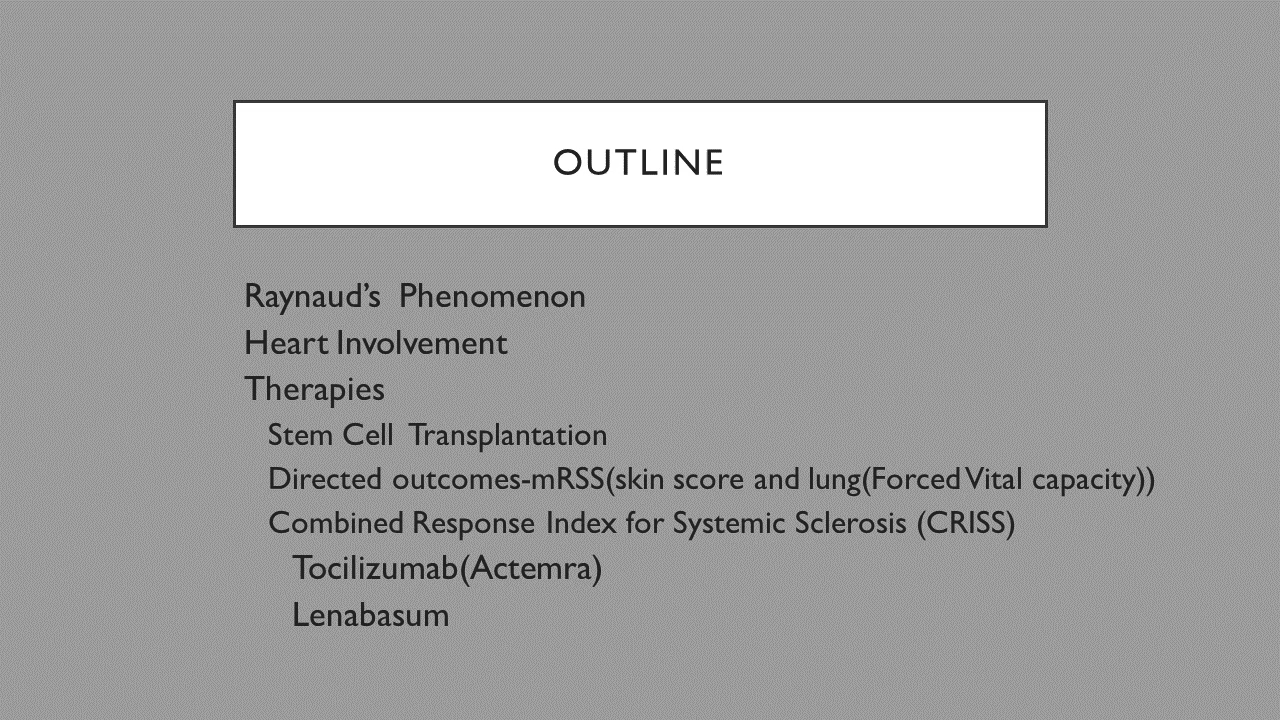 OUTLINE
Raynaud’s Phenomenon
Heart Involvement
Therapies
Stem Cell Transplantation
Directed outcomes-mRSS(skin score and lung(Forced Vital capacity))
Combined Response Index for Systemic Sclerosis (CRISS)
Tocilizumab(Actemra)
Lenabasum